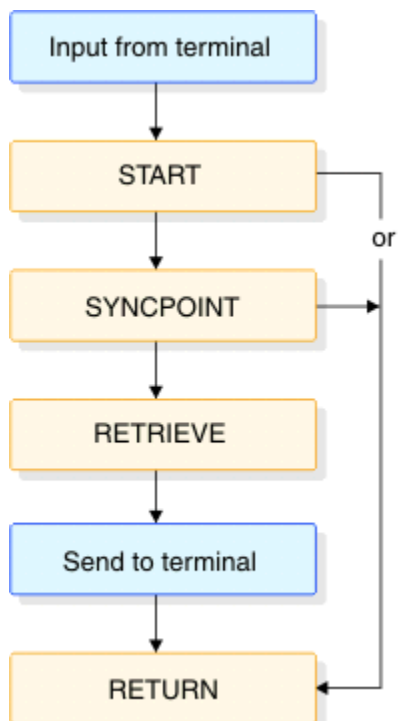 Input from terminal
START
or
SYNCPOINT
RETRIEVE
Send to terminal
RETURN